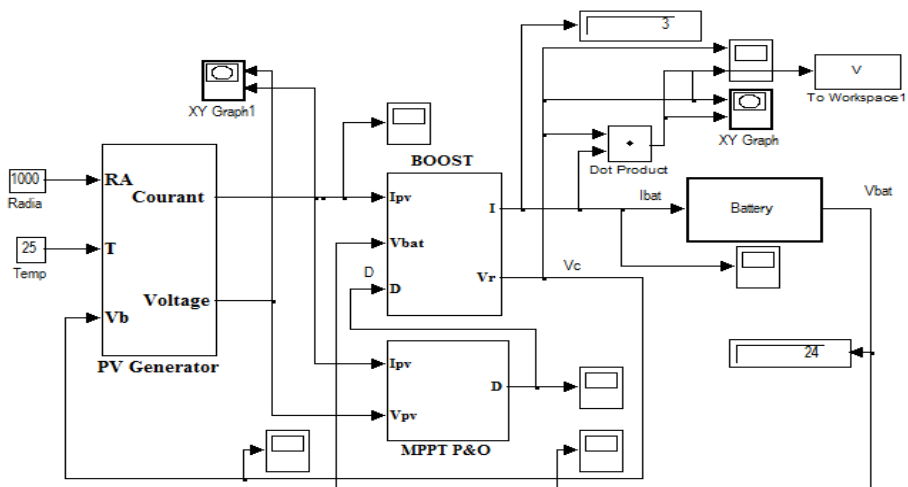 3
V
To Workspace1
XY Graph1
XY Graph
BOOST
Dot Product
1000
Radia
RA
Courant
Ipv
I
Ibat
Battery
Vbat
25
Temp
T
Vbat
D
D
Vr
Vc
Voltage
Vb
PV Generator
Ipv
D
Vpv
MPPT P&O
24